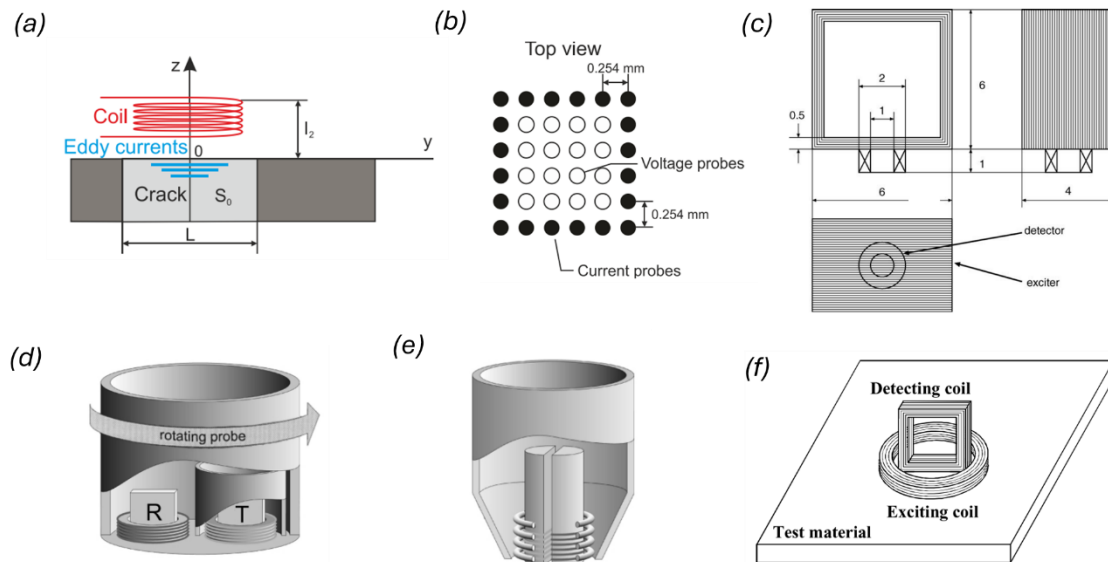 (a)
z
Coil
l₂
Eddy currents
0
y
Crack
S₀
L
(b)
Top view
0.254 mm
Voltage probes
0.254 mm
Current probes
(c)
2
1
6
0.5
1
6
4
detector
exciter
(d)
rotating probe
R
T
(e)
(f)
Detecting coil
Exciting coil
Test material